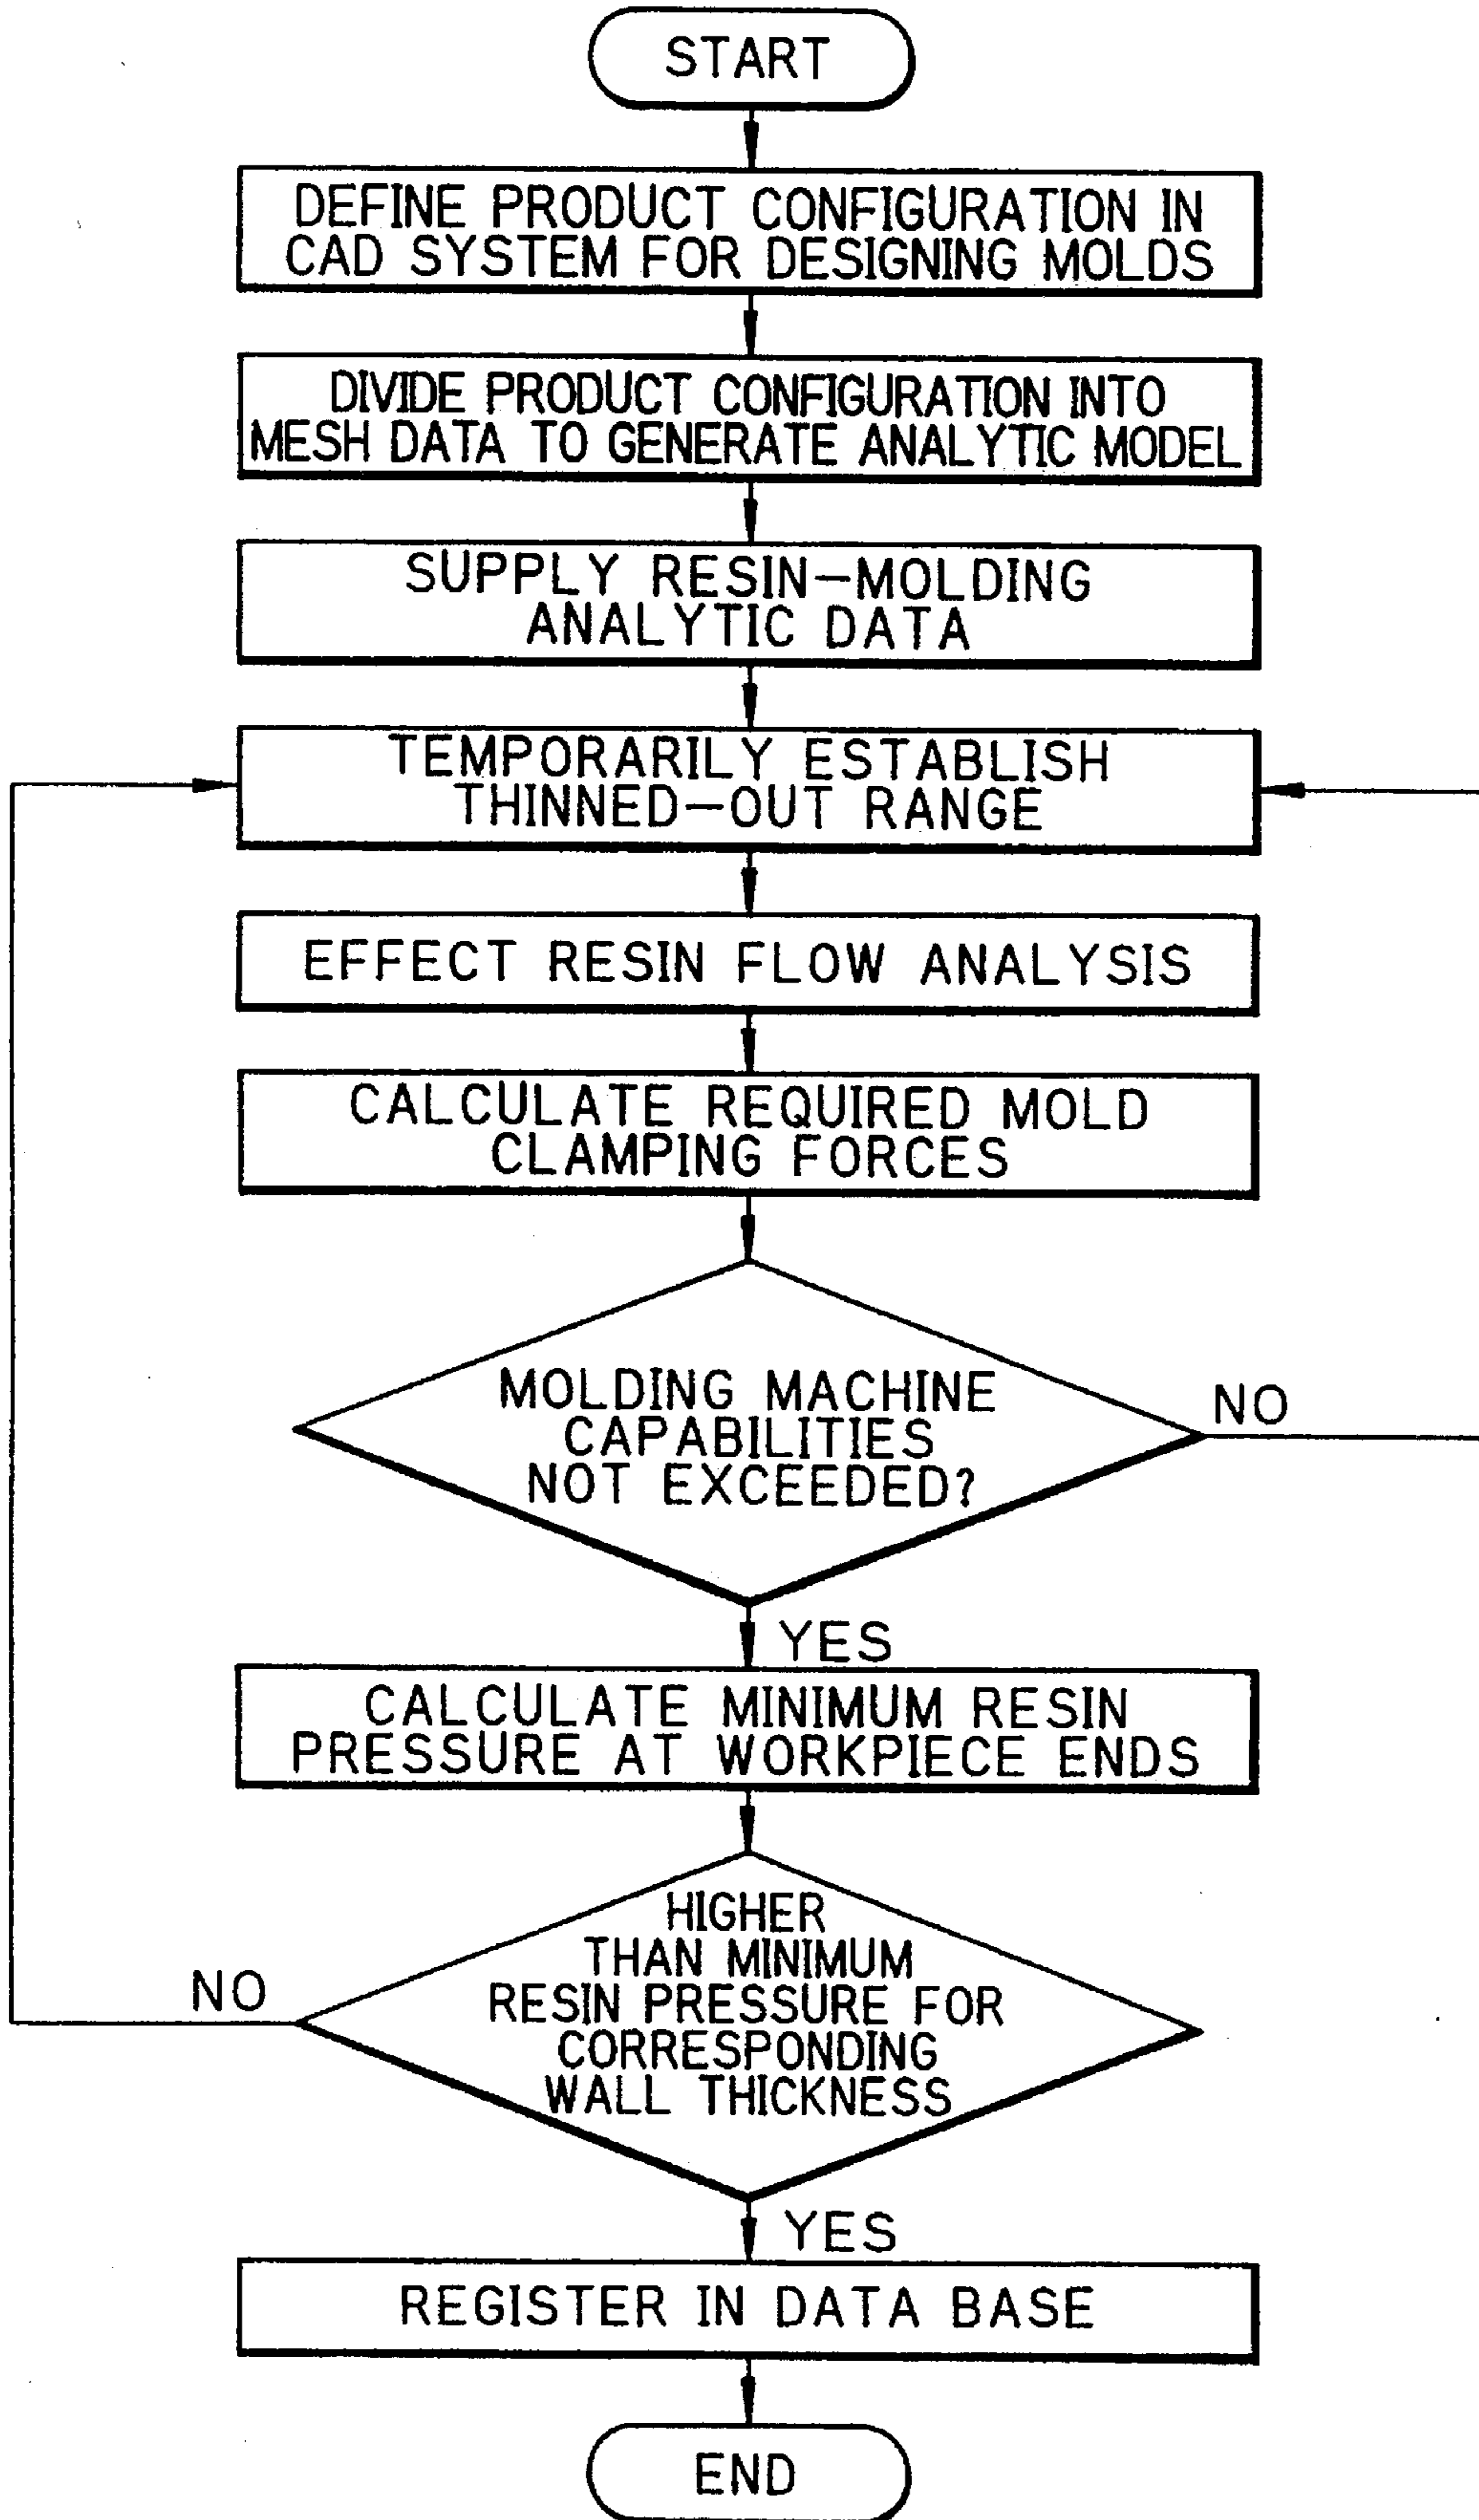 START
DEFINE PRODUCT CONFIGURATION IN
CAD SYSTEM FOR DESIGNING MOLDS
DIVIDE PRODUCT CONFIGURATION INTO
MESH DATA TO GENERATE ANALYTIC MODEL
SUPPLY RESIN-MOLDING
ANALYTIC DATA
TEMPORARILY ESTABLISH
THINNED-OUT RANGE
EFFECT RESIN FLOW ANALYSIS
CALCULATE REQUIRED MOLD
CLAMPING FORCES
MOLDING MACHINE
CAPABILITIES
NOT EXCEEDED?
NO
YES
CALCULATE MINIMUM RESIN
PRESSURE AT WORKPIECE ENDS
HIGHER
THAN MINIMUM
RESIN PRESSURE FOR
CORRESPONDING
WALL THICKNESS
NO
YES
REGISTER IN DATA BASE
END